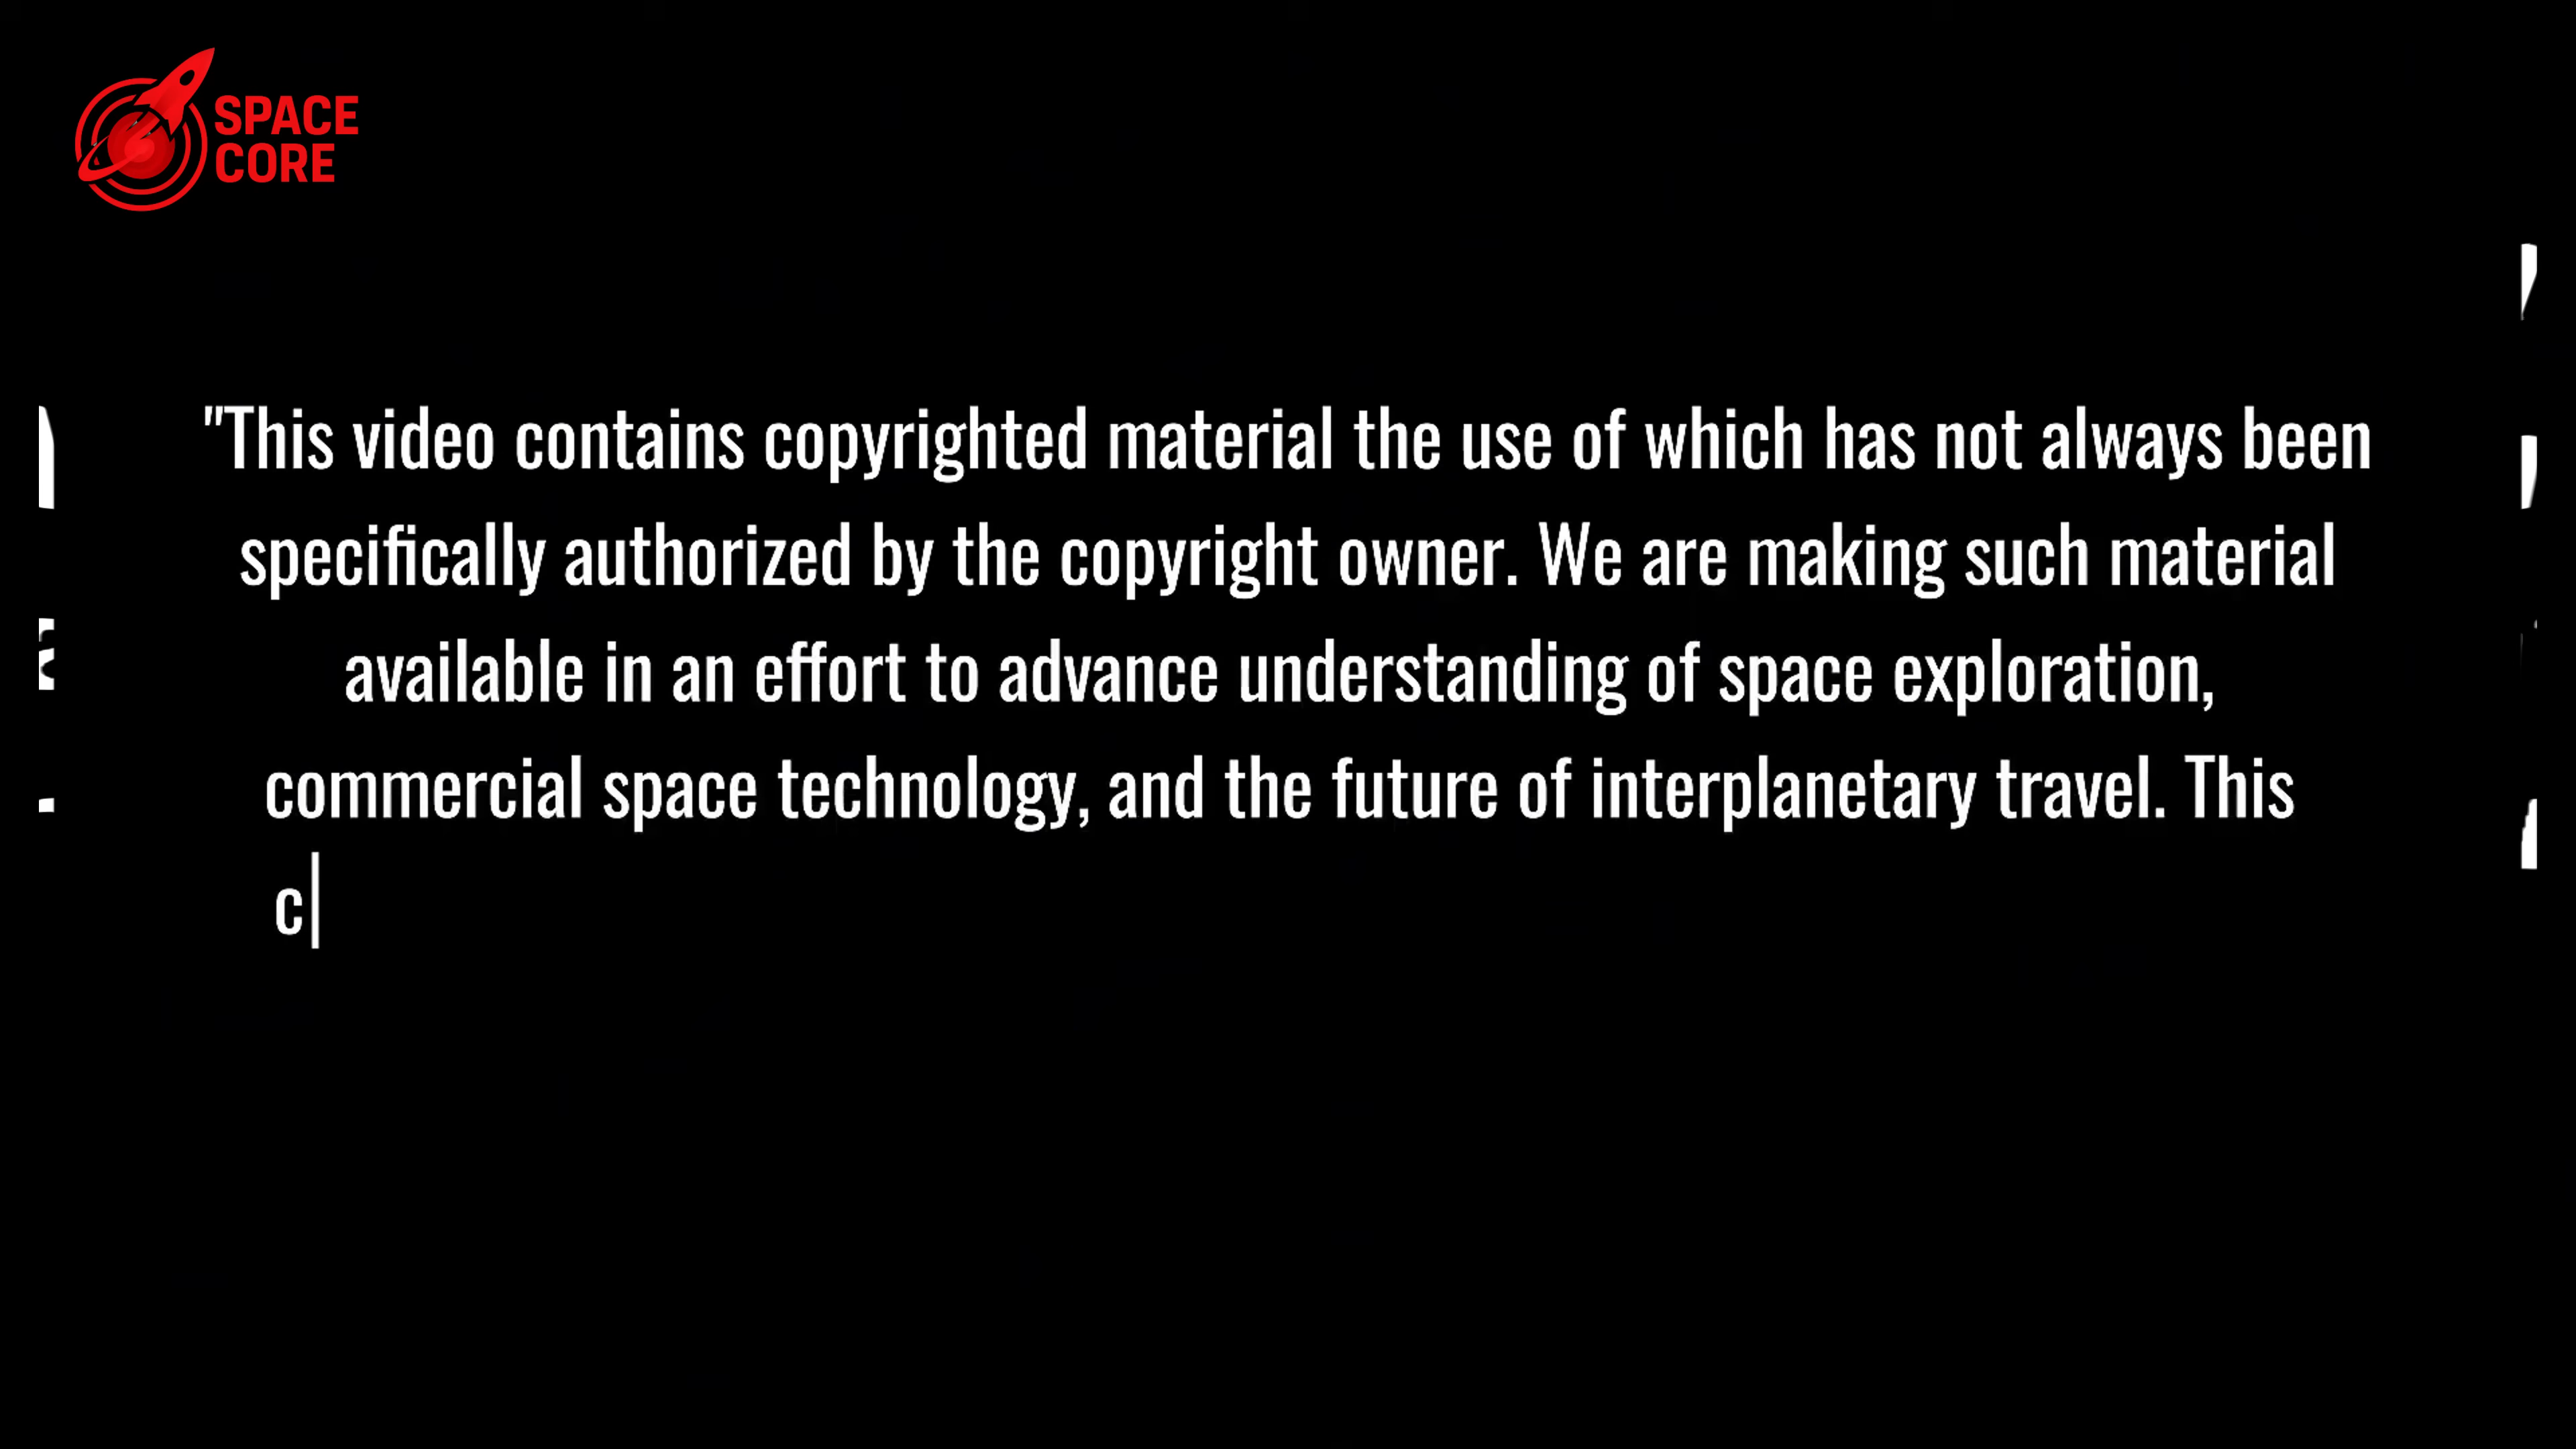 SPACE
CORE
"This video contains copyrighted material the use of which has not always been
specifically authorized by the copyright owner. We are making such material
available in an effort to advance understanding of space exploration,
commercial space technology, and the future of interplanetary travel. This
c